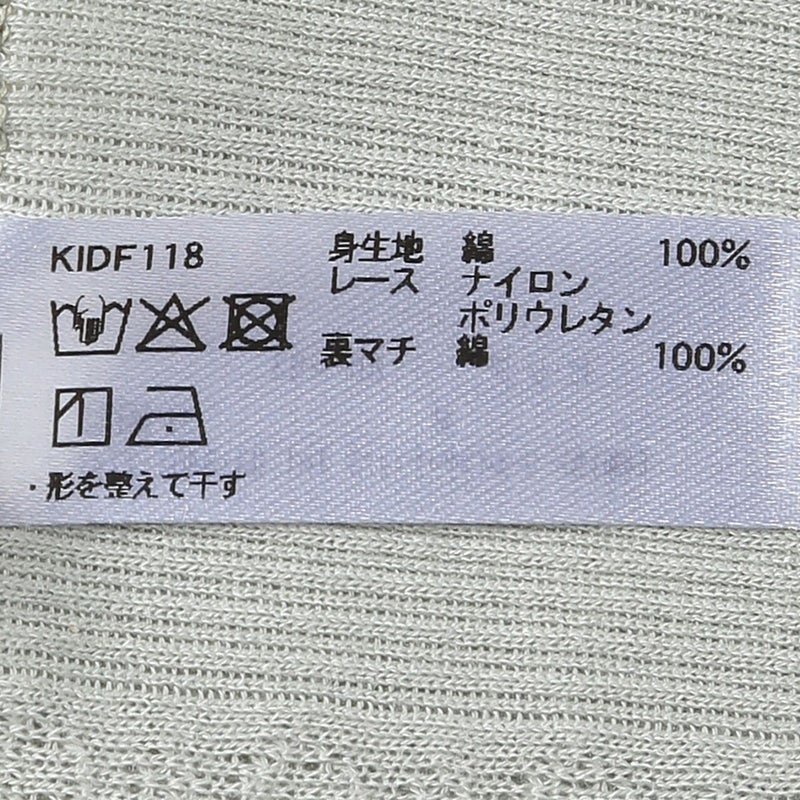 KIDF118
身生地 綿 100%
レース ナイロン
ポリウレタン
裏マチ 綿 100%
・形を整えて干す